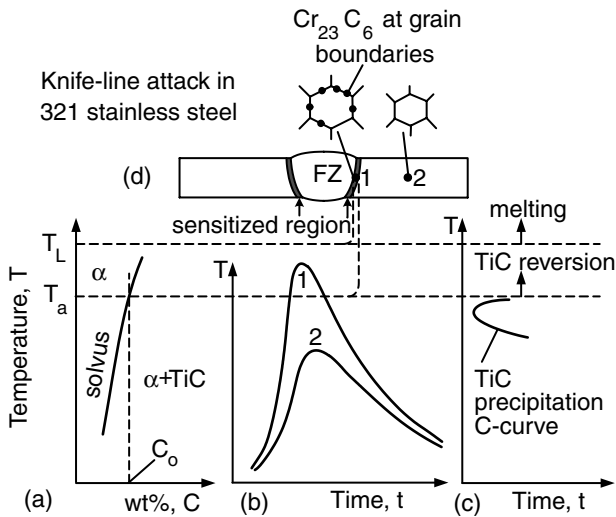 Cr23C6 at grain
boundaries
Knife-line attack in
321 stainless steel
(d)
FZ
1
2
sensitized region
T
melting
TL
TiC reversion
Ta
Temperature, T
α
solvus
α+TiC
Co
wt%, C
(a)
T
1
2
Time, t
(b)
TiC
precipitation
C-curve
Time, t
(c)